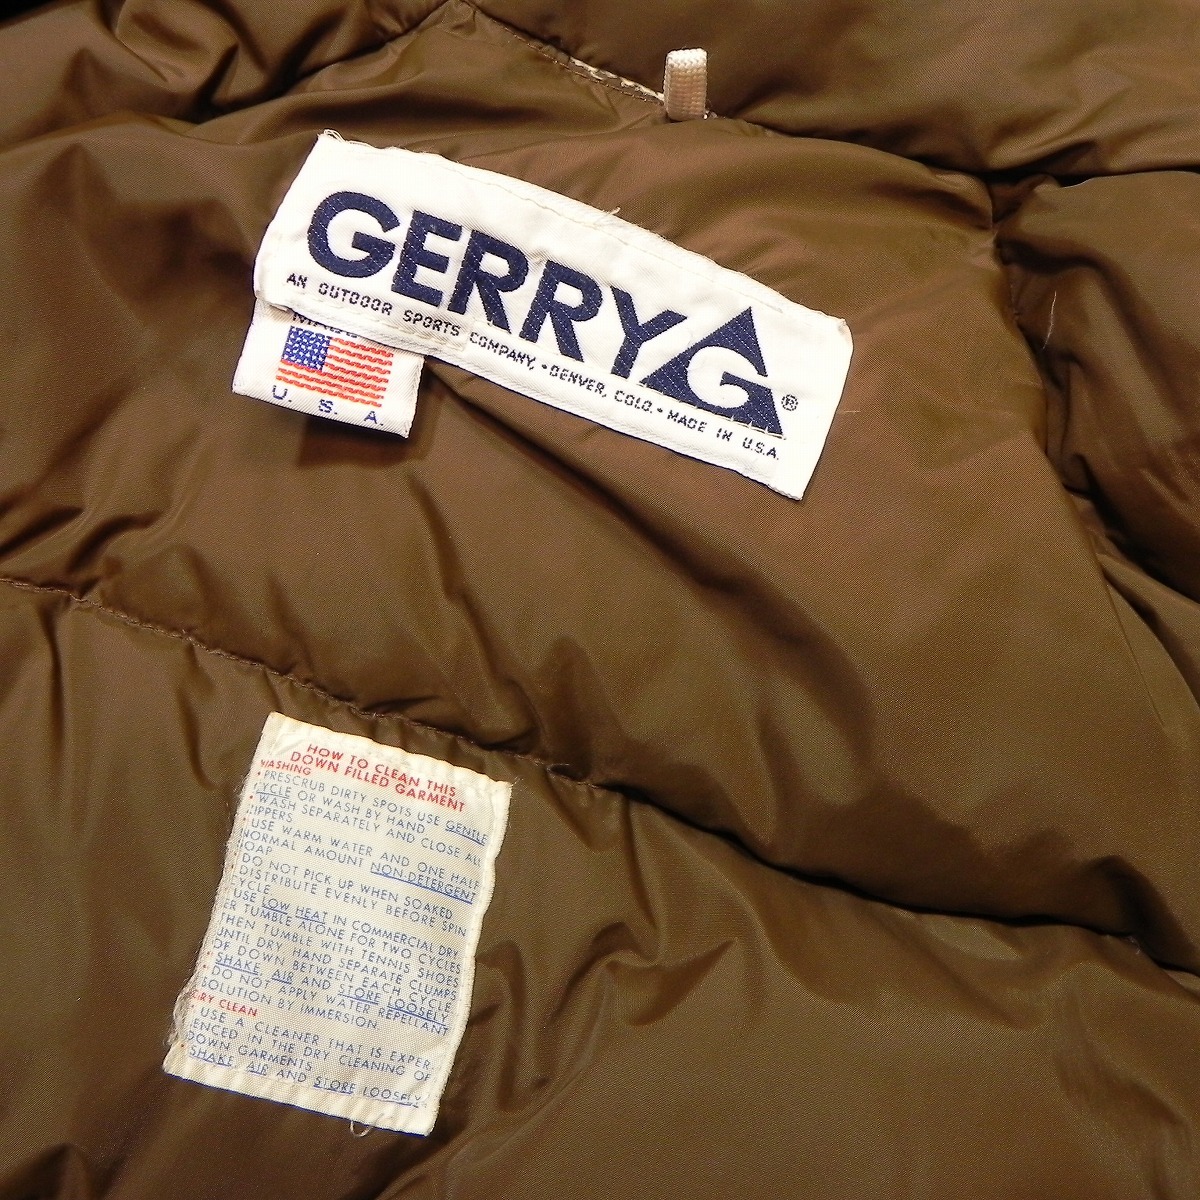 GERRY G ®
AN OUTDOOR SPORTS COMPANY, • DENVER, COLO. • MADE IN U.S.A.
U. S. A.
HOW TO CLEAN THIS
DOWN FILLED GARMENT
WASHING
• PRESCRUB DIRTY SPOTS USE GENTLE
CYCLE OR WASH BY HAND
• WASH SEPARATELY AND CLOSE ALL
IPPERS
USE WARM WATER AND ONE HALF
NORMAL AMOUNT NON-DETERGENT
OAP
DO NOT PICK UP WHEN SOAKED
DISTRIBUTE EVENLY BEFORE SPIN
YCLE
USE LOW HEAT IN COMMERCIAL DRY
ER TUMBLE ALONE FOR TWO CYCLES
THEN TUMBLE WITH TENNIS SHOES
UNTIL DRY. HAND SEPARATE CLUMPS
OF DOWN BETWEEN EACH CYCLE
• SHAKE, AIR AND STORE LOOSELY
• DO NOT APPLY WATER REPELLANT
SOLUTION BY IMMERSION
DRY CLEAN
• USE A CLEANER THAT IS EXPER.
ENCED IN THE DRY CLEANING OF
DOWN GARMENTS
SHAKE, AIR AND STORE LOOSELY